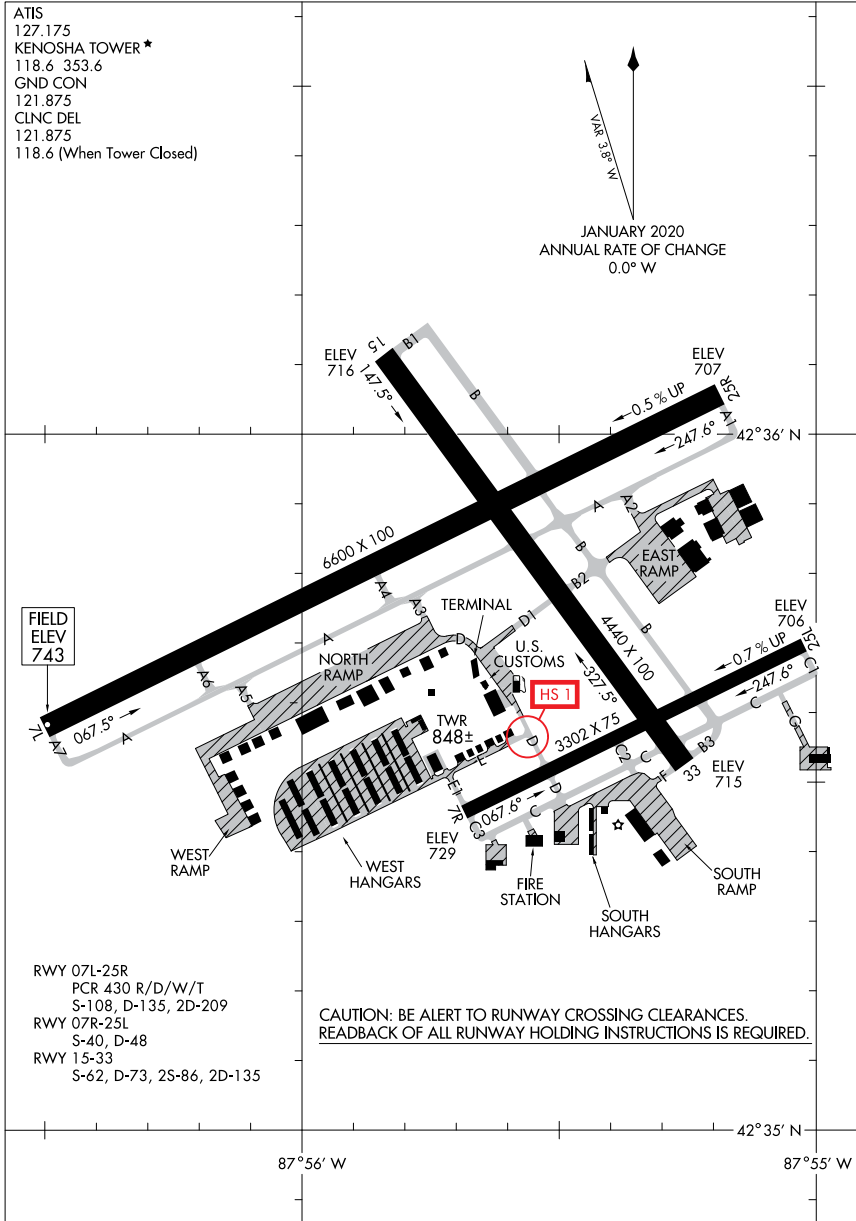 ATIS
127.175
KENOSHA TOWER★
118.6 353.6
GND CON
121.875
CLNC DEL
121.875
118.6 (When Tower Closed)
VAR 3.8° W
JANUARY 2020
ANNUAL RATE OF CHANGE
0.0° W
ELEV
716
15
B1
147.5°
B
ELEV
707
25R
0.5 % UP
A1
247.6°
42°36' N
A
A2
EAST
RAMP
B
B2
6600 X 100
A4
A3
TERMINAL
D
D1
4440 X 100
B
ELEV
706
25L
0.7 % UP
247.6°
C1
FIELD
ELEV
743
A
A6
A5
NORTH
RAMP
U.S.
CUSTOMS
327.5°
HS 1
7L
067.5°
A7
A
TWR
848±
D
3302 X 75
C
G
E
C2
C
B3
33
ELEV
715
F
E1
7R
067.6°
D
C
C3
ELEV
729
WEST
RAMP
WEST
HANGARS
FIRE
STATION
SOUTH
HANGARS
SOUTH
RAMP
RWY 07L-25R
PCR 430 R/D/W/T
S-108, D-135, 2D-209
RWY 07R-25L
S-40, D-48
RWY 15-33
S-62, D-73, 2S-86, 2D-135
CAUTION: BE ALERT TO RUNWAY CROSSING CLEARANCES.
READBACK OF ALL RUNWAY HOLDING INSTRUCTIONS IS REQUIRED.
42°35' N
87°56' W
87°55' W